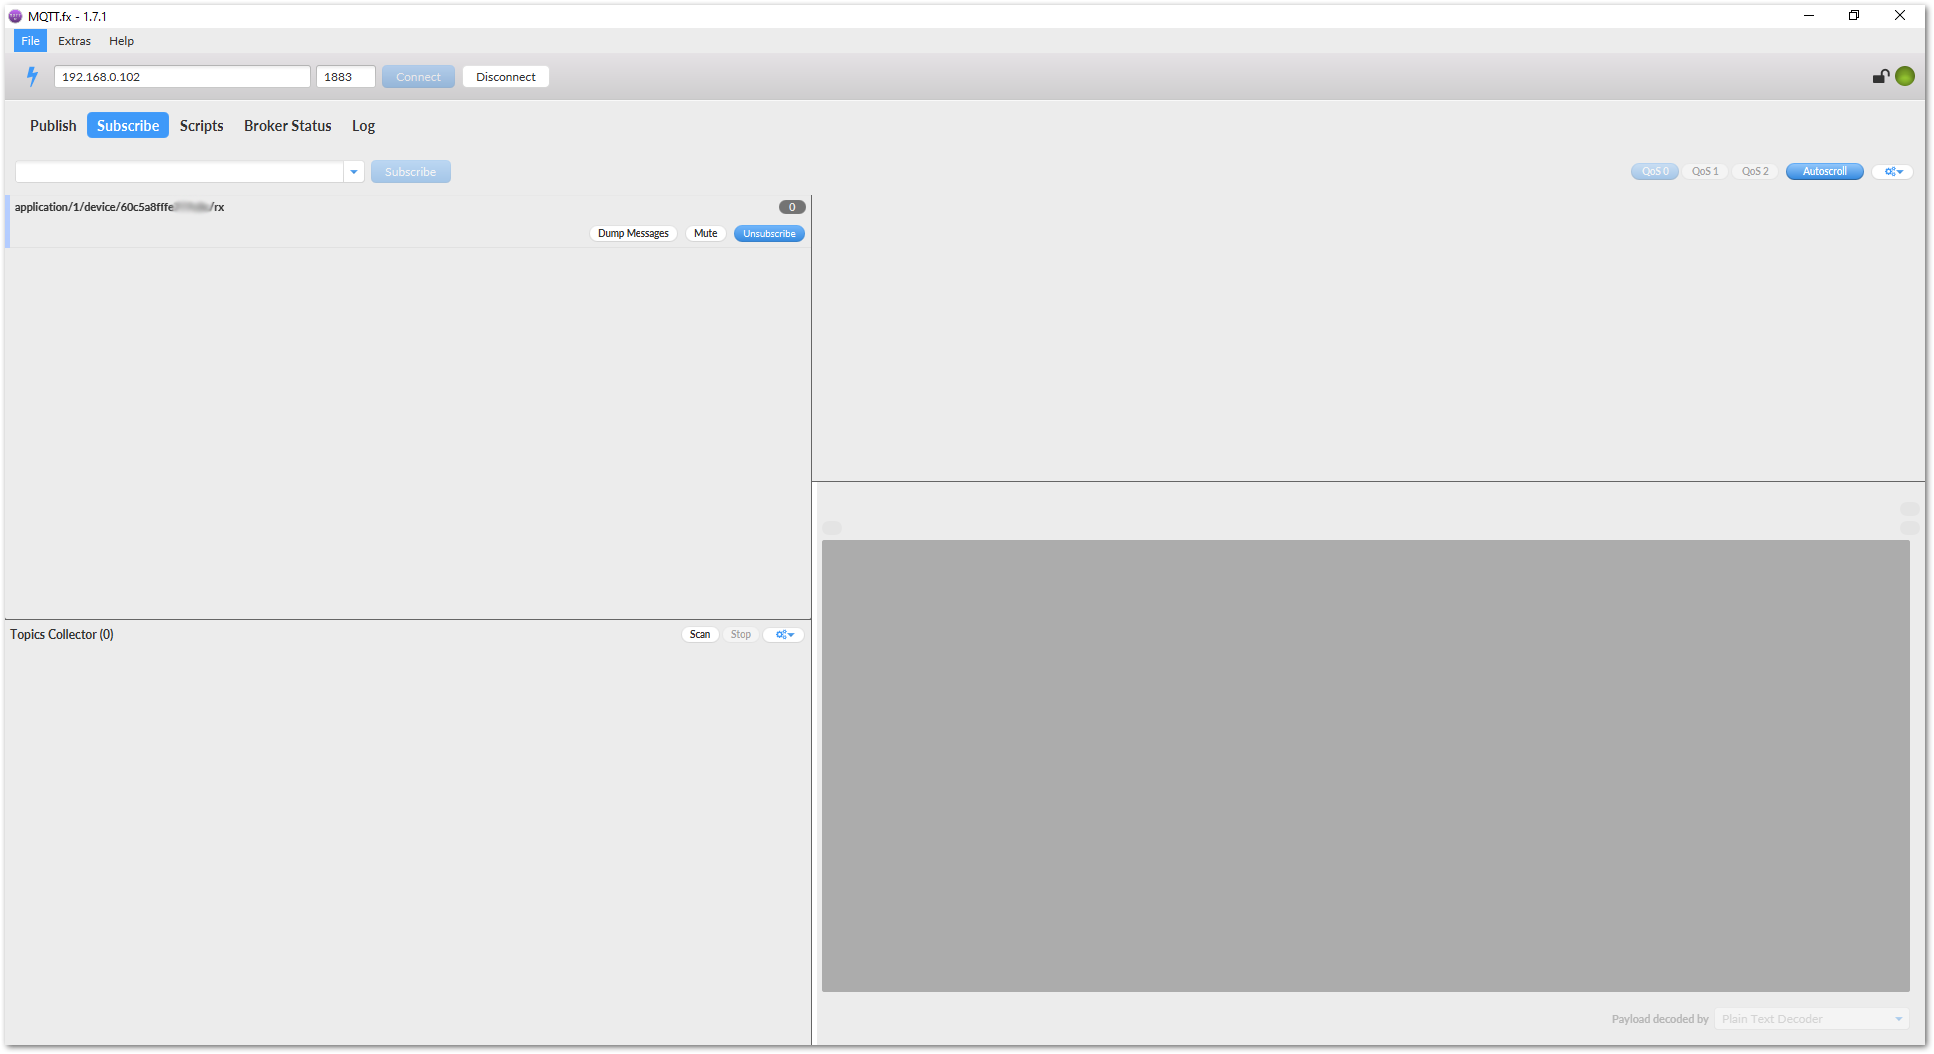 MQTT.fx - 1.7.1
File Extras Help
192.168.0.102 1883 Connect Disconnect
Publish Subscribe Scripts Broker Status Log
Subscribe QoS 0 QoS 1 QoS 2 Autoscroll
application/1/device/60c5a8fffe /rx 0
Dump Messages Mute Unsubscribe
Topics Collector (0) Scan Stop
Payload decoded by Plain Text Decoder